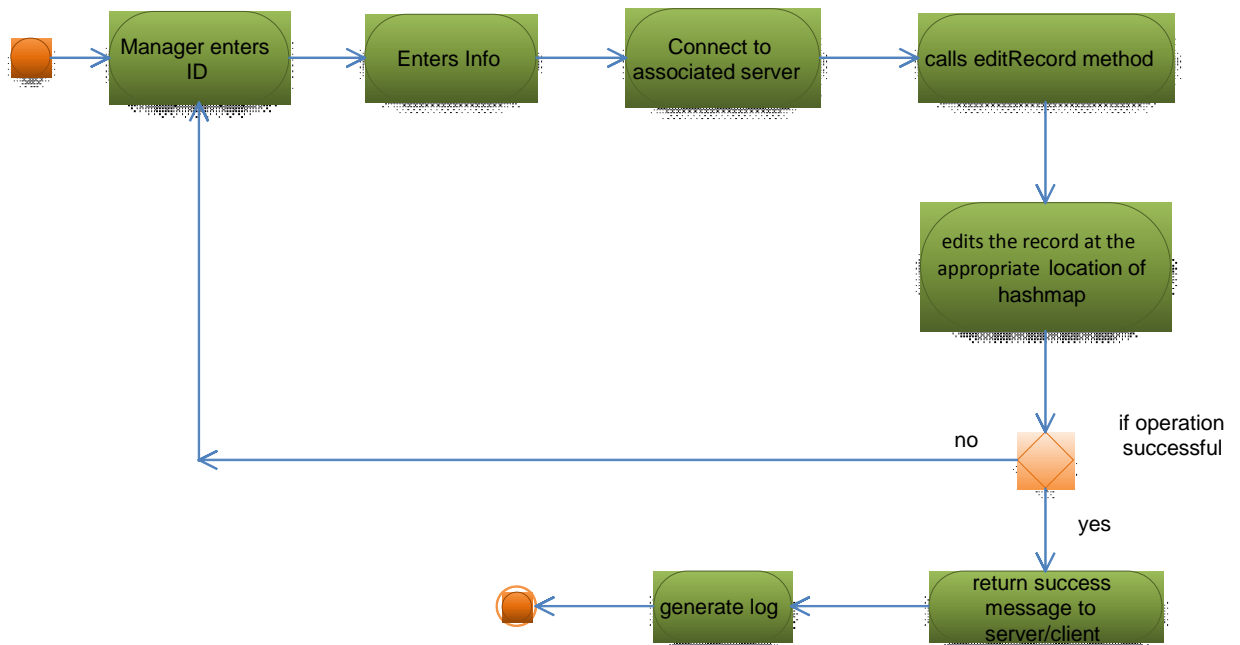 Manager enters
ID
Enters Info
Connect to
associated server
calls editRecord method
edits the record at the
appropriate location of
hashmap
if operation
successful
no
yes
return success
message to
server/client
generate log